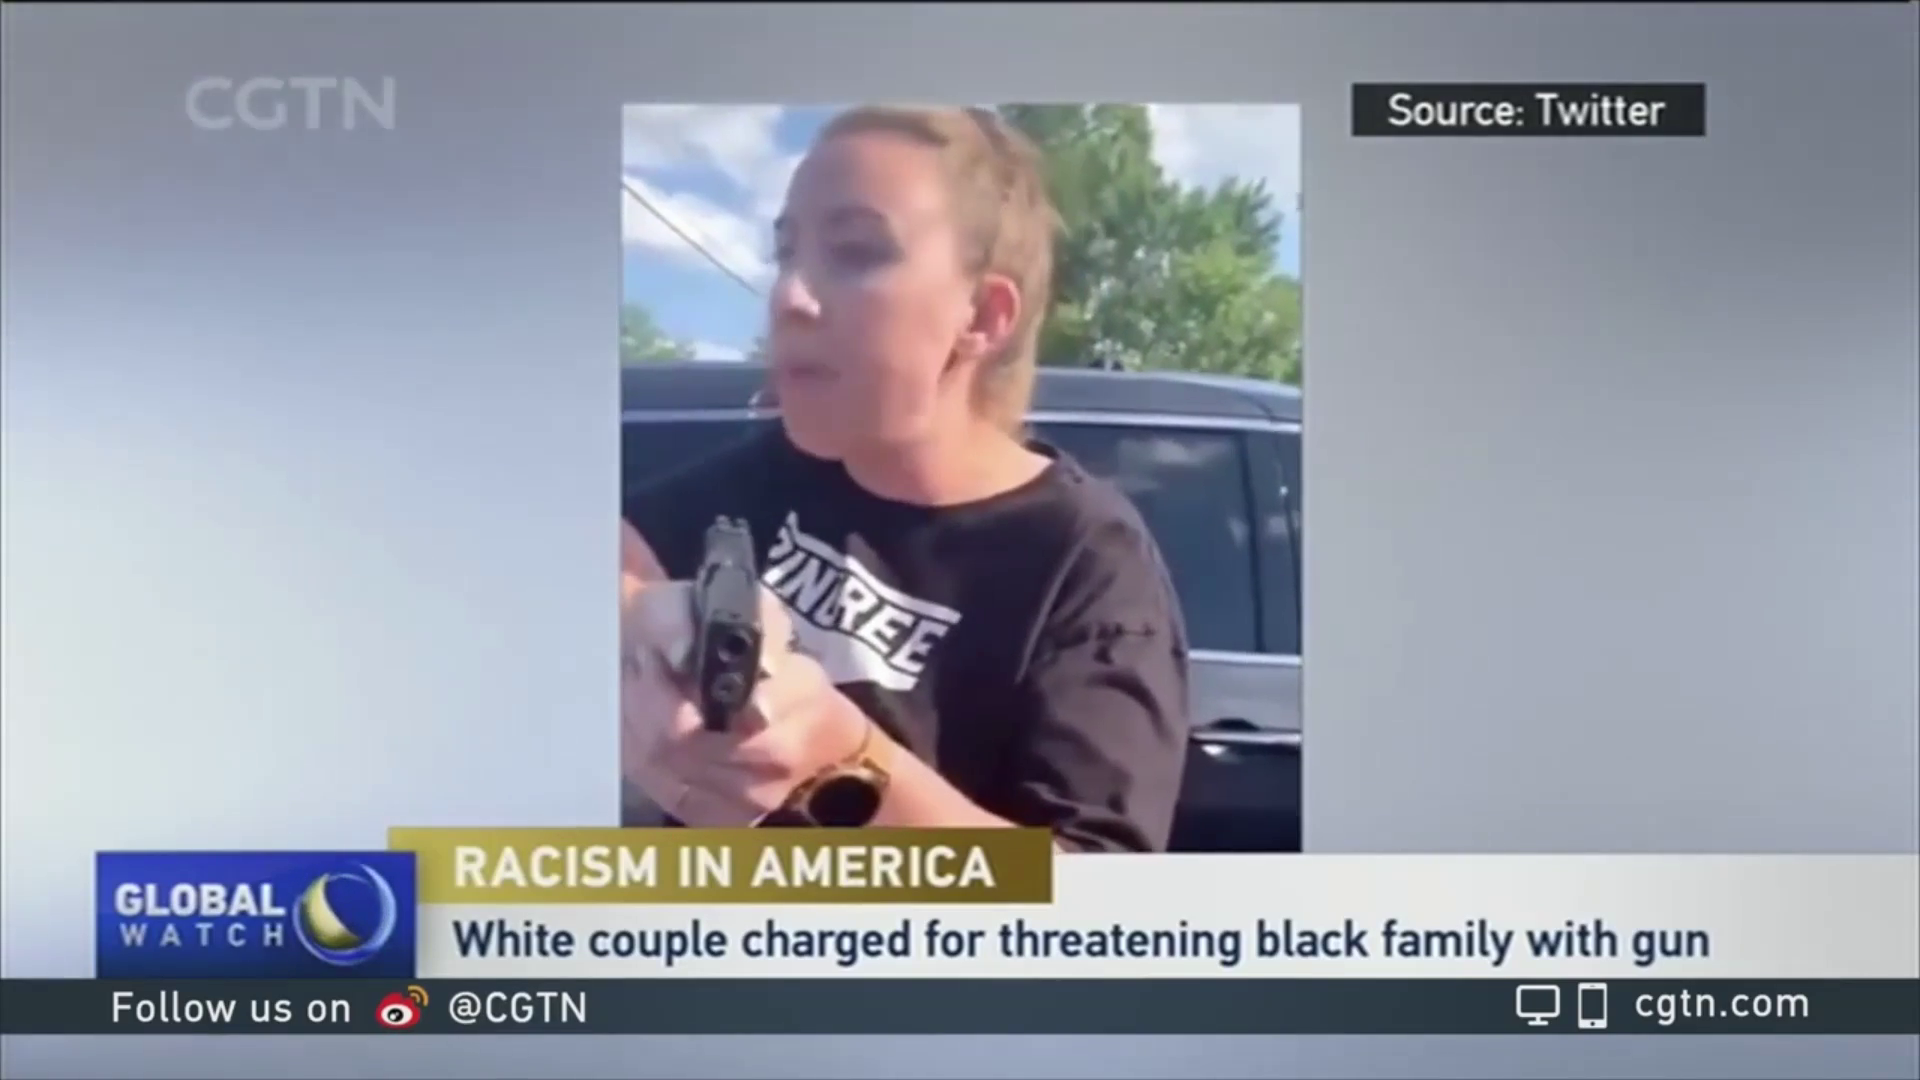 CGTN
Source: Twitter
RACISM IN AMERICA
GLOBAL
WATCH
White couple charged for threatening black family with gun
Follow us on @CGTN
cgtn.com